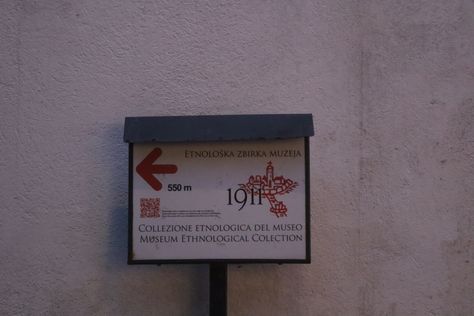 Etnološka zbirka muzeja
550 m
1911
Collezione etnologica del museo
Museum Ethnological Colection